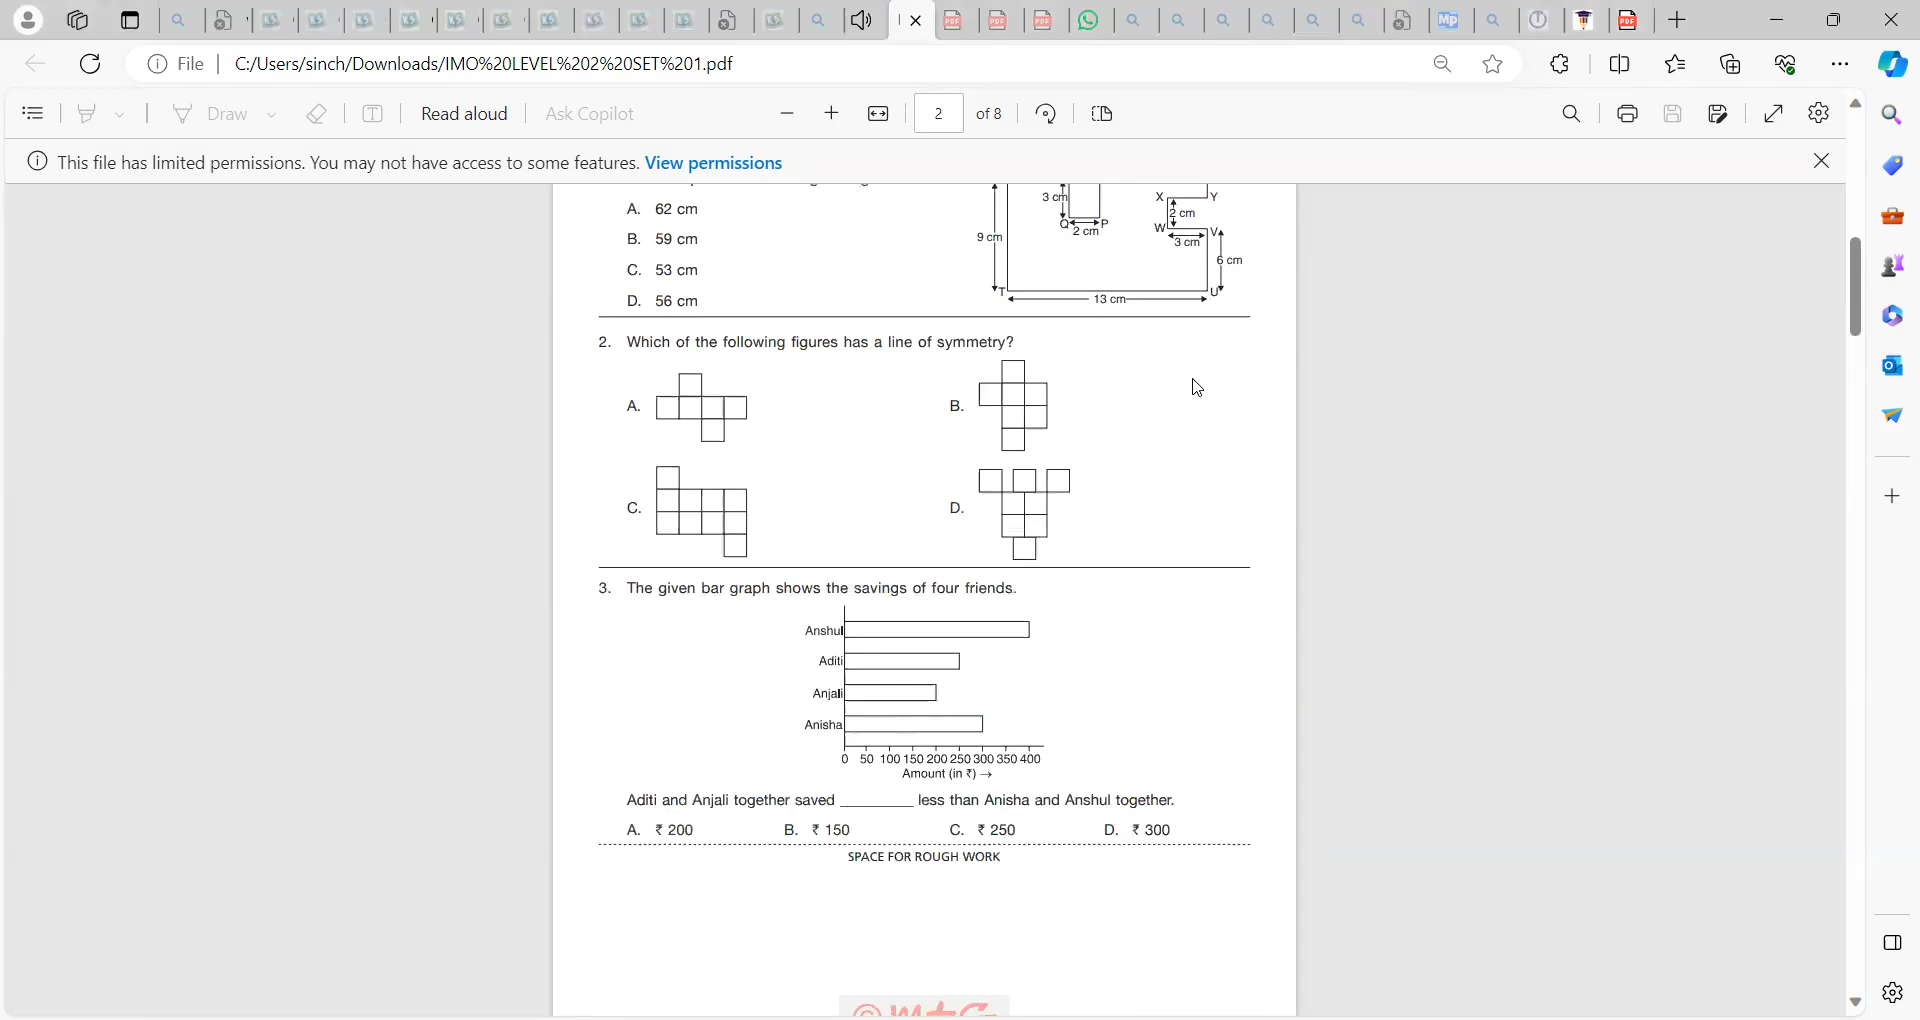 File
C:/Users/sinch/Downloads/IMO%20LEVEL%202%20SET%201.pdf
Draw
Read aloud
Ask Copilot
2
of 8
This file has limited permissions. You may not have access to some features. View permissions
A. 62 cm
B. 59 cm
C. 53 cm
D. 56 cm
3 cm
X
Y
2 cm
Q
P
2 cm
W
V
9 cm
3 cm
6 cm
T
U
13 cm
2. Which of the following figures has a line of symmetry?
A.
B.
C.
D.
3. The given bar graph shows the savings of four friends.
Anshul
Aditi
Anjali
Anisha
0 50 100 150 200 250 300 350 400
Amount (in ₹) →
Aditi and Anjali together saved ________ less than Anisha and Anshul together.
A. ₹ 200 B. ₹ 150 C. ₹ 250 D. ₹ 300
SPACE FOR ROUGH WORK